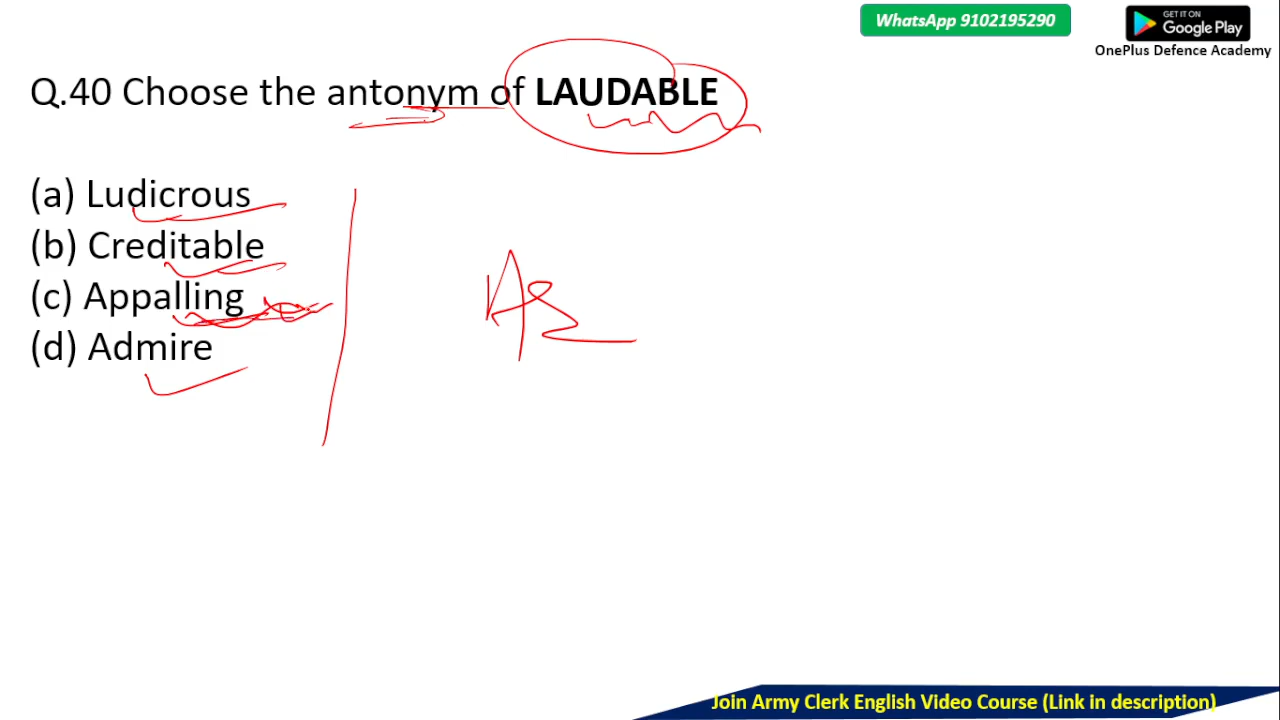 WhatsApp 9102195290
GET IT ON
Google Play
OnePlus Defence Academy
Q.40 Choose the antonym of LAUDABLE
(a) Ludicrous
(b) Creditable
(c) Appalling
(d) Admire
Join Army Clerk English Video Course (Link in description)